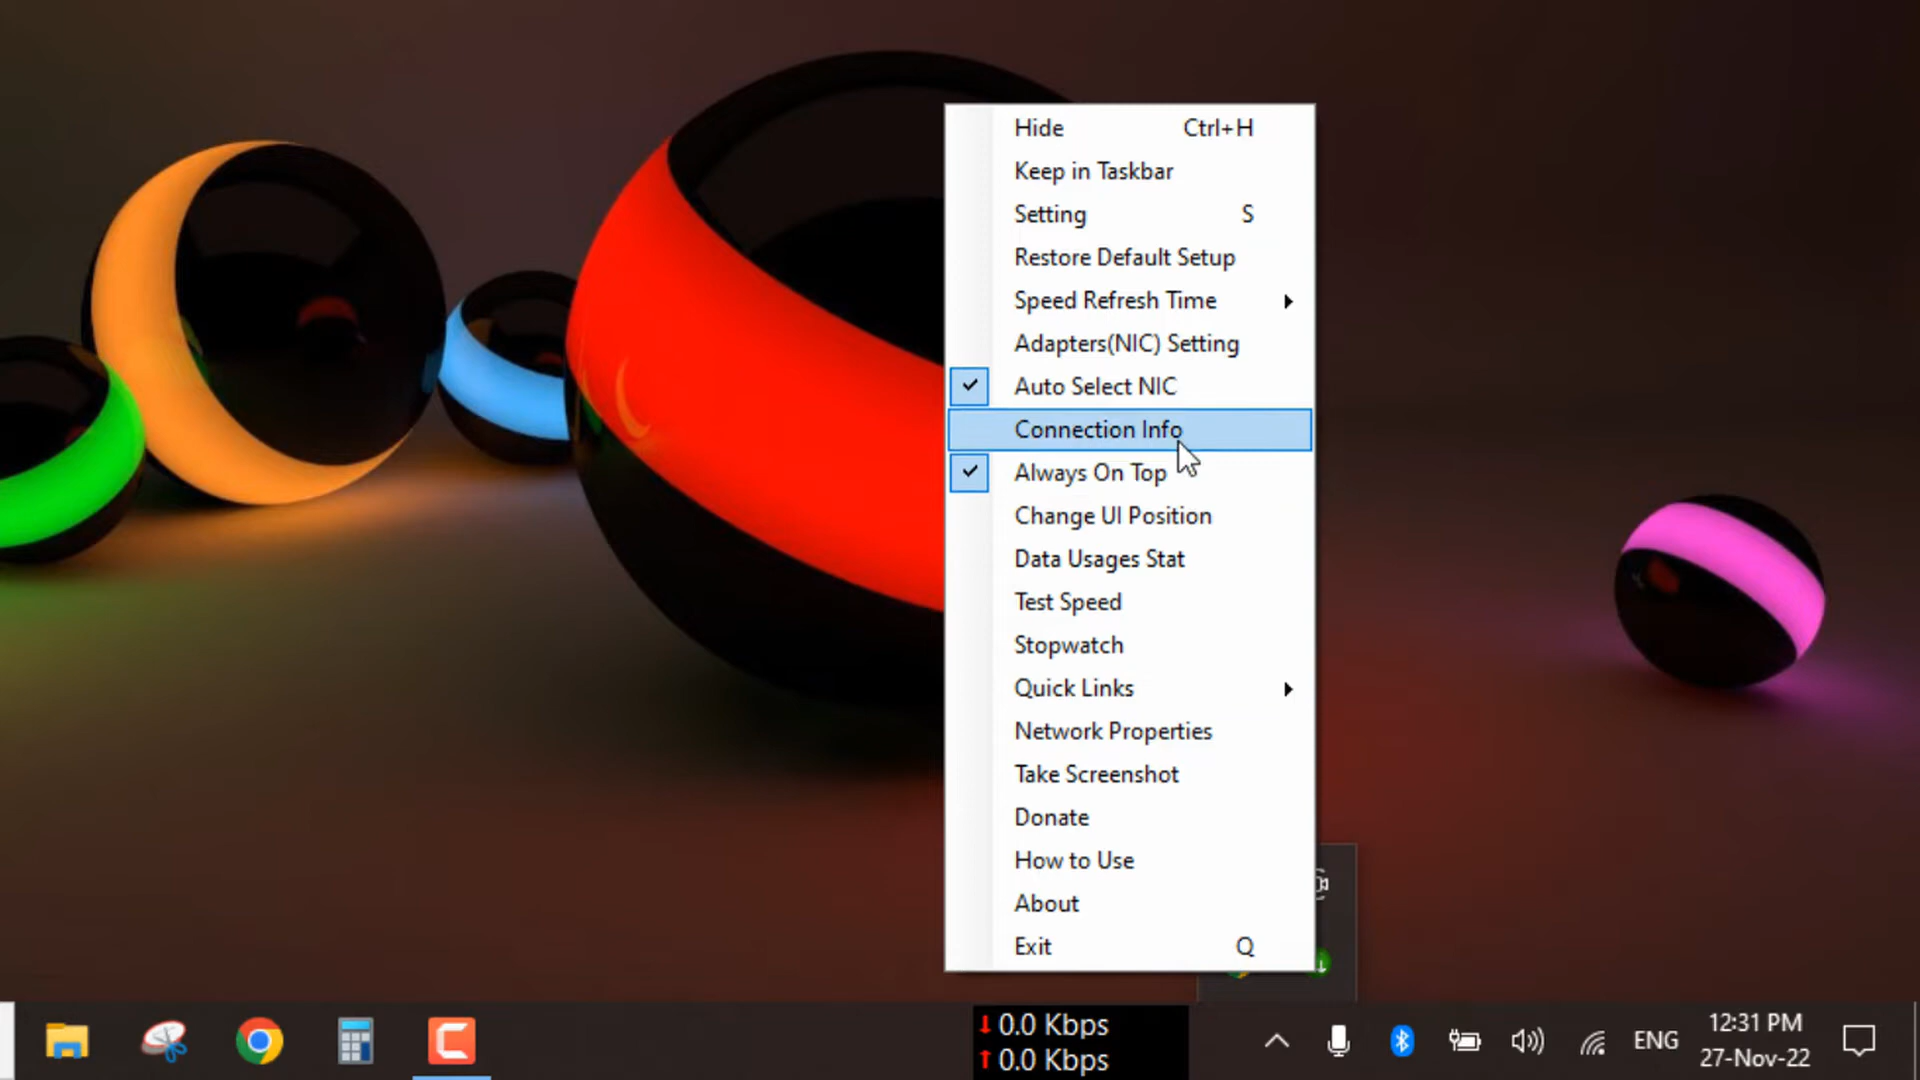 Hide Ctrl+H
Keep in Taskbar
Setting S
Restore Default Setup
Speed Refresh Time
Adapters(NIC) Setting
Auto Select NIC
Connection Info
Always On Top
Change UI Position
Data Usages Stat
Test Speed
Stopwatch
Quick Links
Network Properties
Take Screenshot
Donate
How to Use
About
Exit Q
0.0 Kbps
0.0 Kbps
ENG
12:31 PM
27-Nov-22